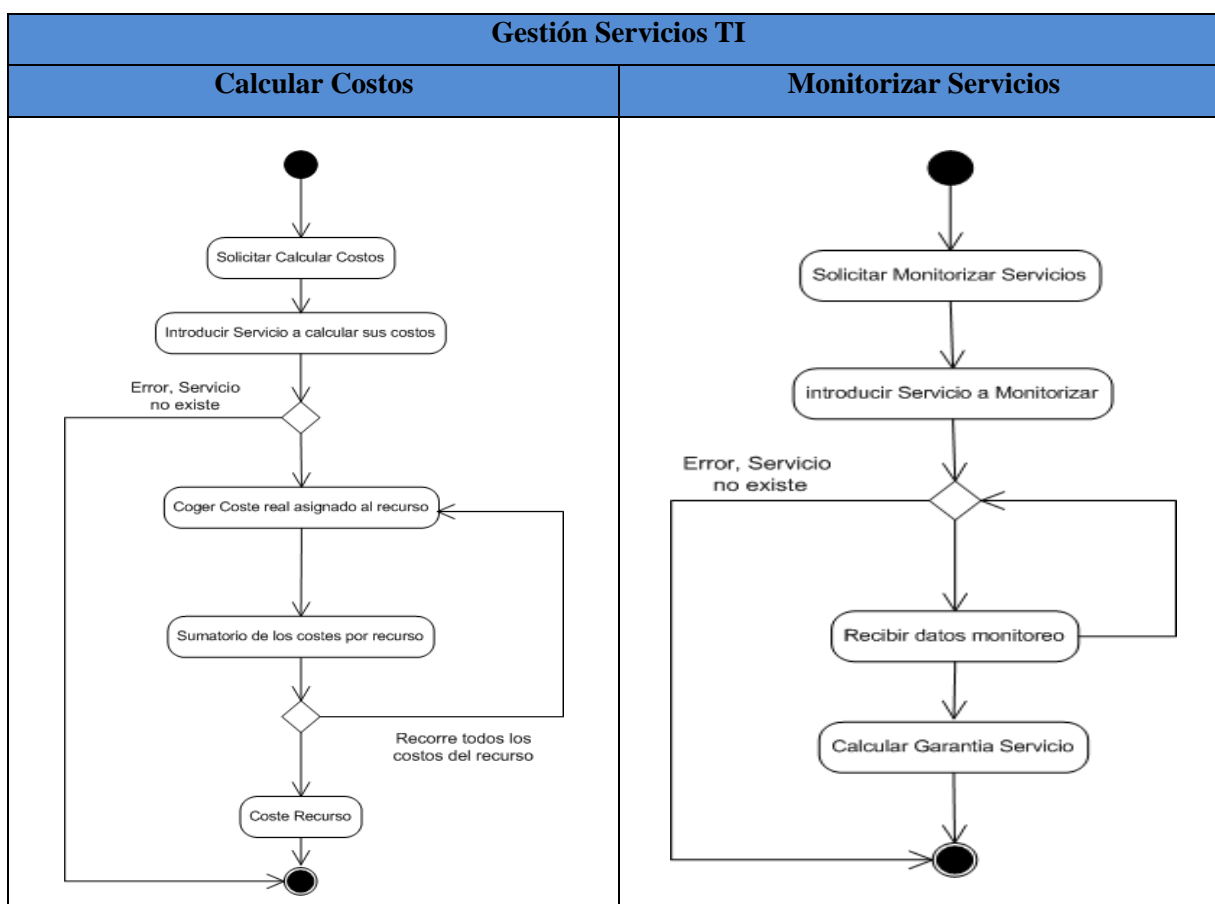 Gestión Servicios TI
Calcular Costos
Monitorizar Servicios
Solicitar Calcular Costos
Introducir Servicio a calcular sus costos
Error, Servicio
no existe
Coger Coste real asignado al recurso
Sumatorio de los costes por recurso
Recorre todos los
costos del recurso
Coste Recurso
Solicitar Monitorizar Servicios
introducir Servicio a Monitorizar
Error, Servicio
no existe
Recibir datos monitoreo
Calcular Garantia Servicio